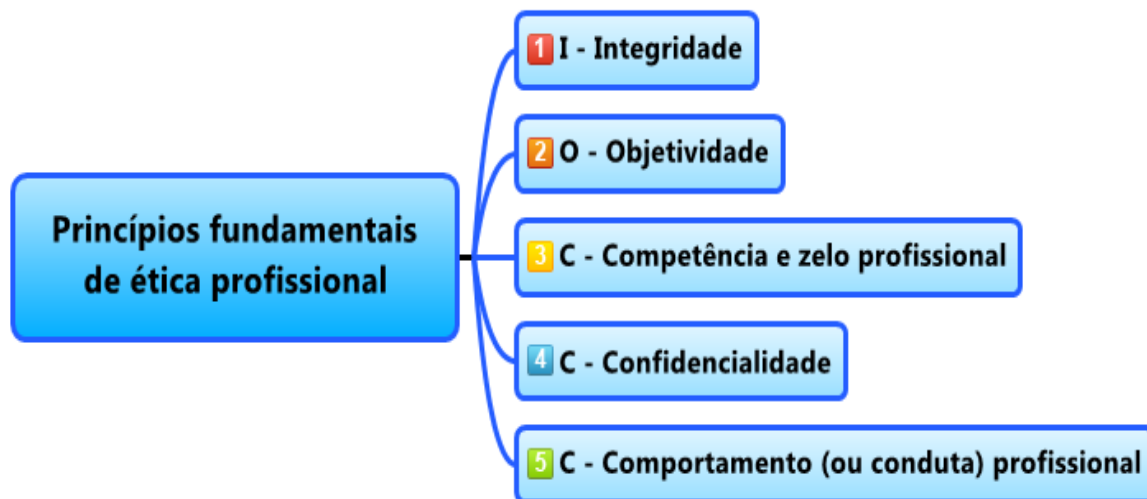 Princípios fundamentais
de ética profissional
1 I - Integridade
2 O - Objetividade
3 C - Competência e zelo profissional
4 C - Confidencialidade
5 C - Comportamento (ou conduta) profissional